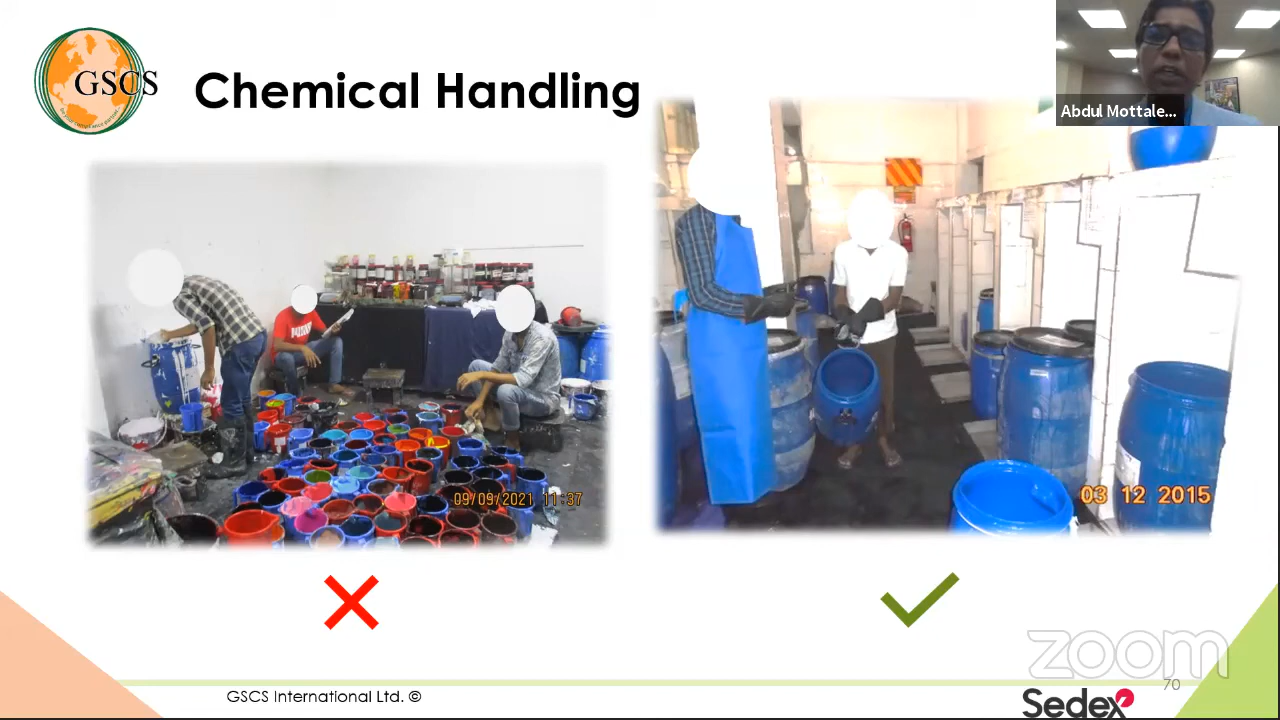 GSCS
Chemical Handling
Abdul Mottale...
09/09/2021 11:37
03 12 2015
zoom
70
GSCS International Ltd. ©
Sedex